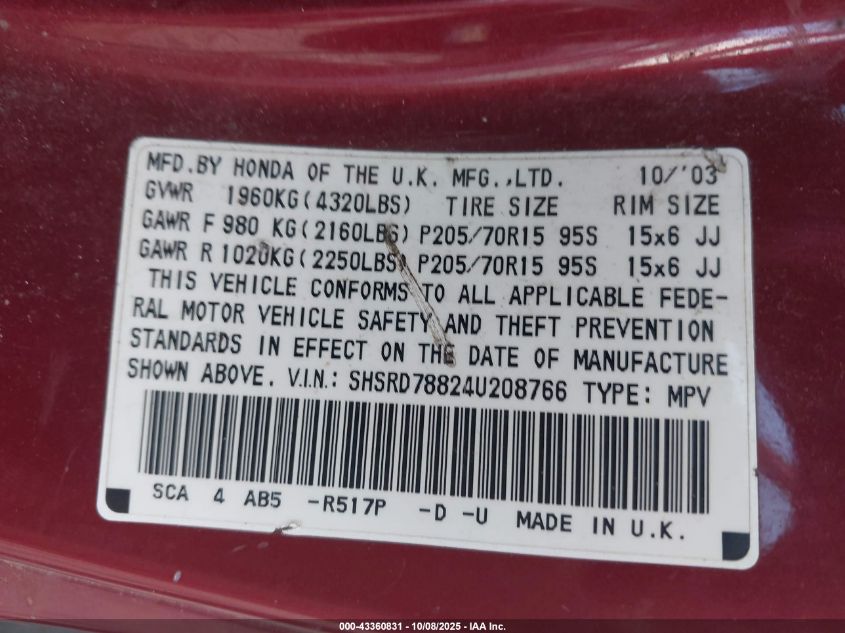 MFD.BY HONDA OF THE U.K. MFG.,LTD. 10/'03
GVWR 1960KG(4320LBS) TIRE SIZE RIM SIZE
GAWR F 980 KG(2160LBS) P205/70R15 95S 15x6 JJ
GAWR R 1020KG(2250LBS) P205/70R15 95S 15x6 JJ
THIS VEHICLE CONFORMS TO ALL APPLICABLE FEDE-
RAL MOTOR VEHICLE SAFETY AND THEFT PREVENTION
STANDARDS IN EFFECT ON THE DATE OF MANUFACTURE
SHOWN ABOVE. V.I.N.: SHSRD78824U208766 TYPE: MPV
SCA 4 AB5 -R517P -D -U MADE IN U.K.
000-43360831 - 10/08/2025 - IAA Inc.